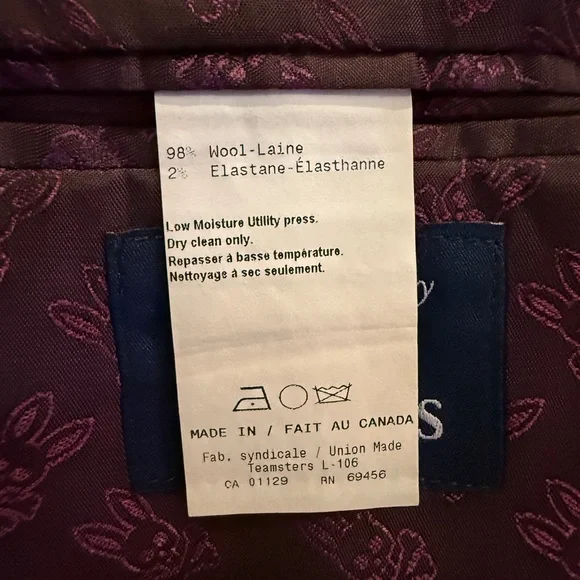 98% Wool-Laine
2% Elastane-Élasthanne
Low Moisture Utility press.
Dry clean only.
Repasser à basse température.
Nettoyage à sec seulement.
MADE IN / FAIT AU CANADA
Fab. syndicale / Union Made
Teamsters L-106
CA 01129 RN 69456